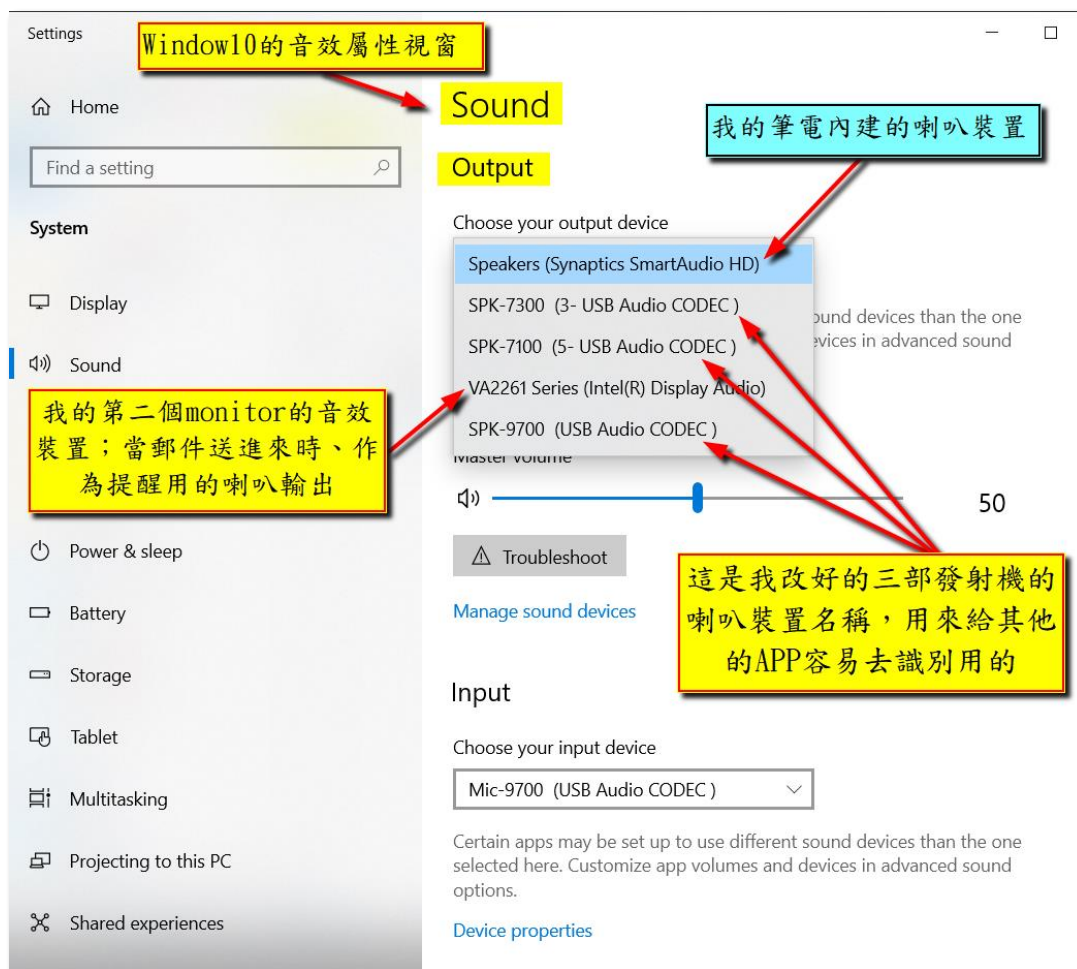 Settings
Window10的音效屬性視窗
Home
Find a setting
System
Display
Sound
我的第二個monitor的音效
裝置；當郵件送進來時、作
為提醒用的喇叭輸出
Power & sleep
Battery
Storage
Tablet
Multitasking
Projecting to this PC
Shared experiences
Sound
我的筆電內建的喇叭裝置
Output
Choose your output device
Speakers (Synaptics SmartAudio HD)
SPK-7300 (3- USB Audio CODEC )
SPK-7100 (5- USB Audio CODEC )
VA2261 Series (Intel(R) Display Audio)
SPK-9700 (USB Audio CODEC )
devices than the one
in advanced sound
Master volume
50
Troubleshoot
Manage sound devices
這是我改好的三部發射機的
喇叭裝置名稱，用來給其他
的APP容易去識別用的
Input
Choose your input device
Mic-9700 (USB Audio CODEC )
Certain apps may be set up to use different sound devices than the one
selected here. Customize app volumes and devices in advanced sound
options.
Device properties